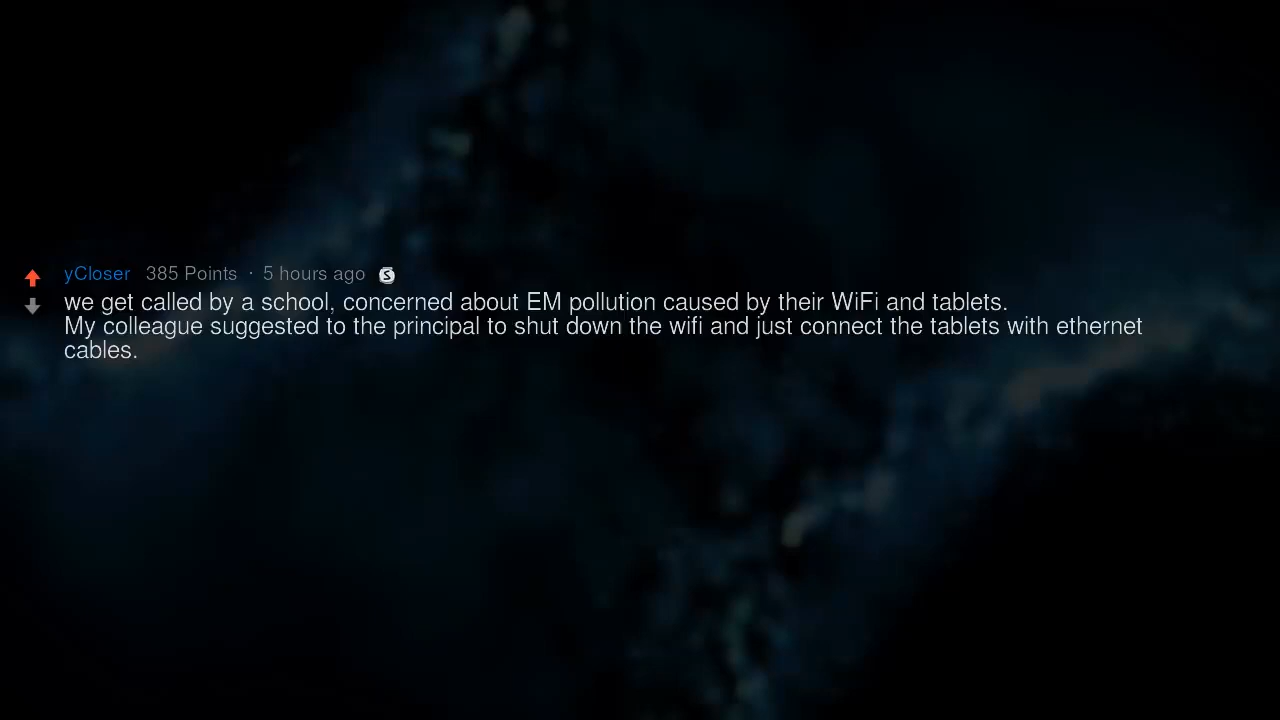 yCloser 385 Points · 5 hours ago S
we get called by a school, concerned about EM pollution caused by their WiFi and tablets.
My colleague suggested to the principal to shut down the wifi and just connect the tablets with ethernet
cables.